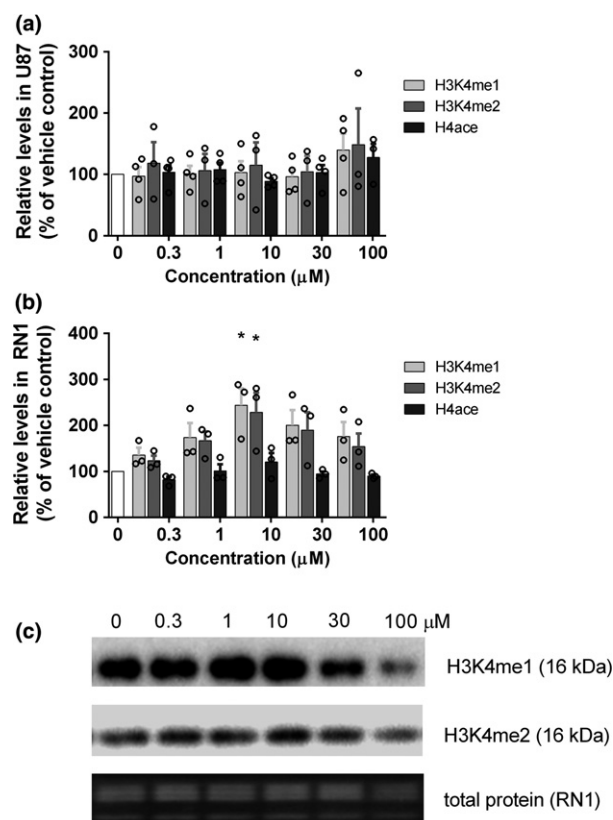 (a)
300
200
100
0
Relative levels in U87
(% of vehicle control)
H3K4me1
H3K4me2
H4ace
0 0.3 1 10 30 100
Concentration (μM)
(b)
400
300
200
100
0
Relative levels in RN1
(% of vehicle control)
* *
H3K4me1
H3K4me2
H4ace
0 0.3 1 10 30 100
Concentration (μM)
(c)
0 0.3 1 10 30 100 μM
H3K4me1 (16 kDa)
H3K4me2 (16 kDa)
total protein (RN1)